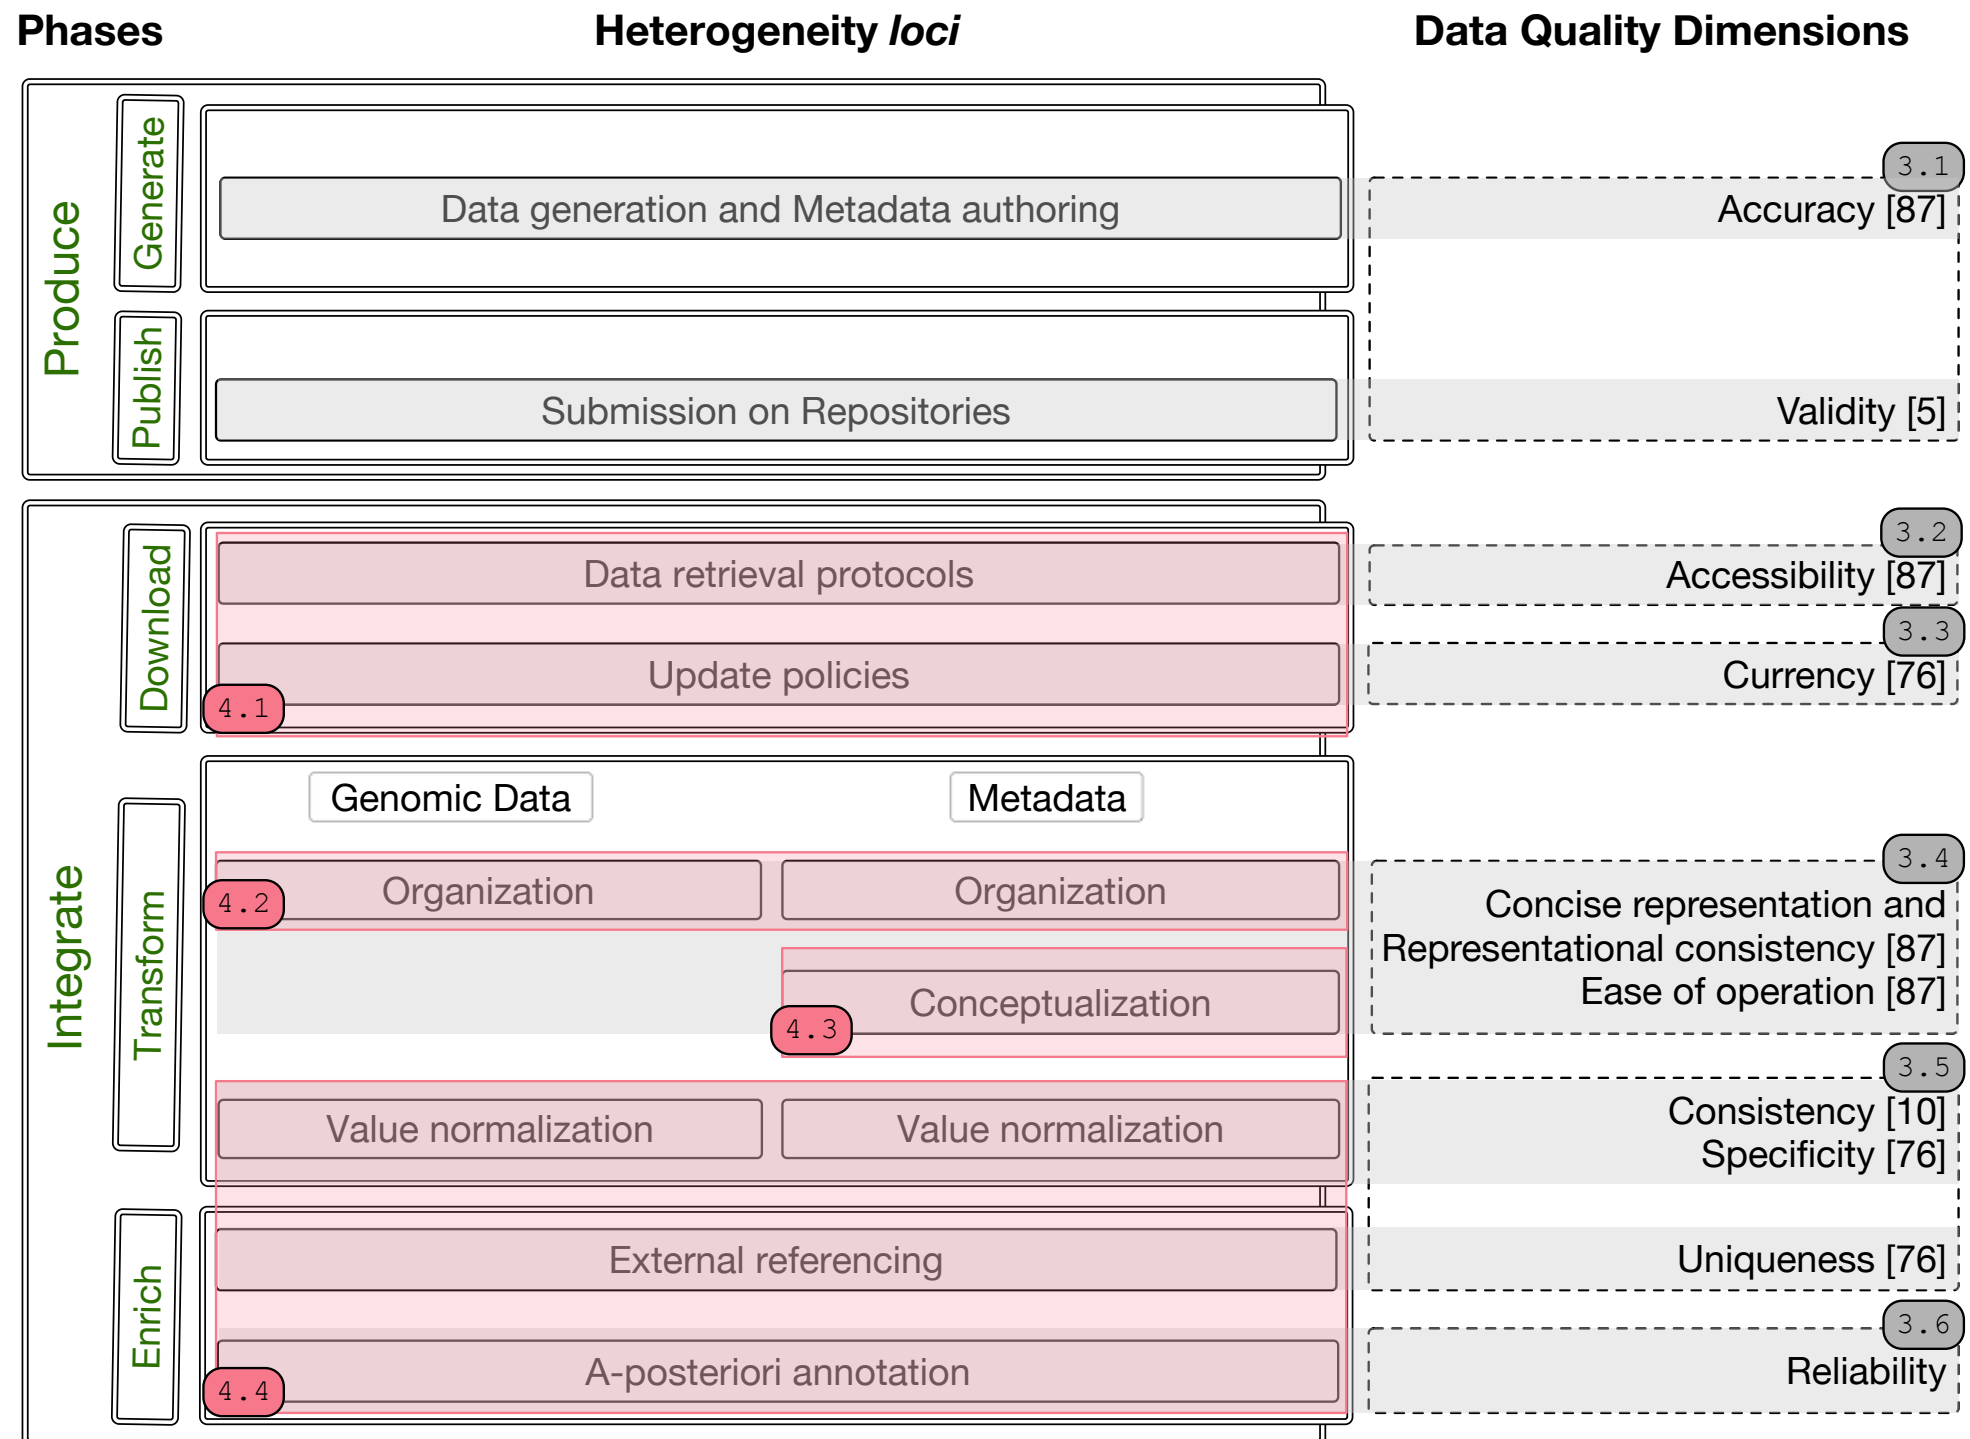 Phases
Heterogeneity loci
Data Quality Dimensions
Produce
Generate
Data generation and Metadata authoring
3.1
Accuracy [87]
Publish
Submission on Repositories
Validity [5]
Integrate
Download
Data retrieval protocols
3.2
Accessibility [87]
Update policies
4.1
3.3
Currency [76]
Transform
Genomic Data
Metadata
4.2
Organization
Organization
3.4
Concise representation and
Representational consistency [87]
Ease of operation [87]
Conceptualization
4.3
Value normalization
Value normalization
3.5
Consistency [10]
Specificity [76]
Enrich
External referencing
Uniqueness [76]
A-posteriori annotation
4.4
3.6
Reliability